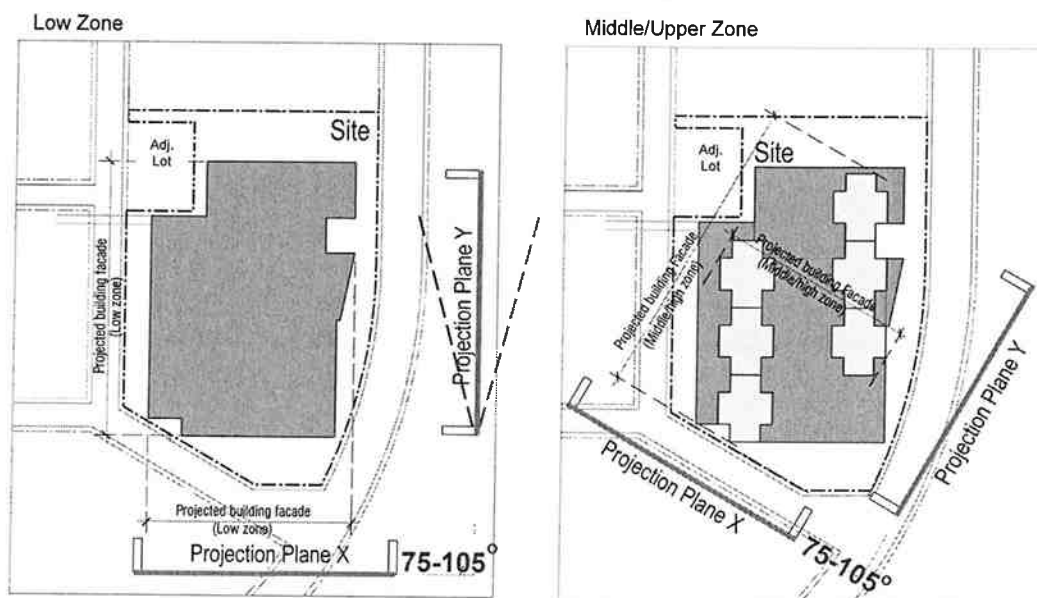 Low Zone
Adj.
Lot
Site
Projected building facade
(Low zone)
Projection Plane Y
Projected building facade
(Low zone)
Projection Plane X
75-105°
Middle/Upper Zone
Adj.
Lot
Site
Projected building Facade
(Middle/high zone)
Projected building Facade
(Middle/high zone)
Projection Plane Y
Projection Plane X
75-105°